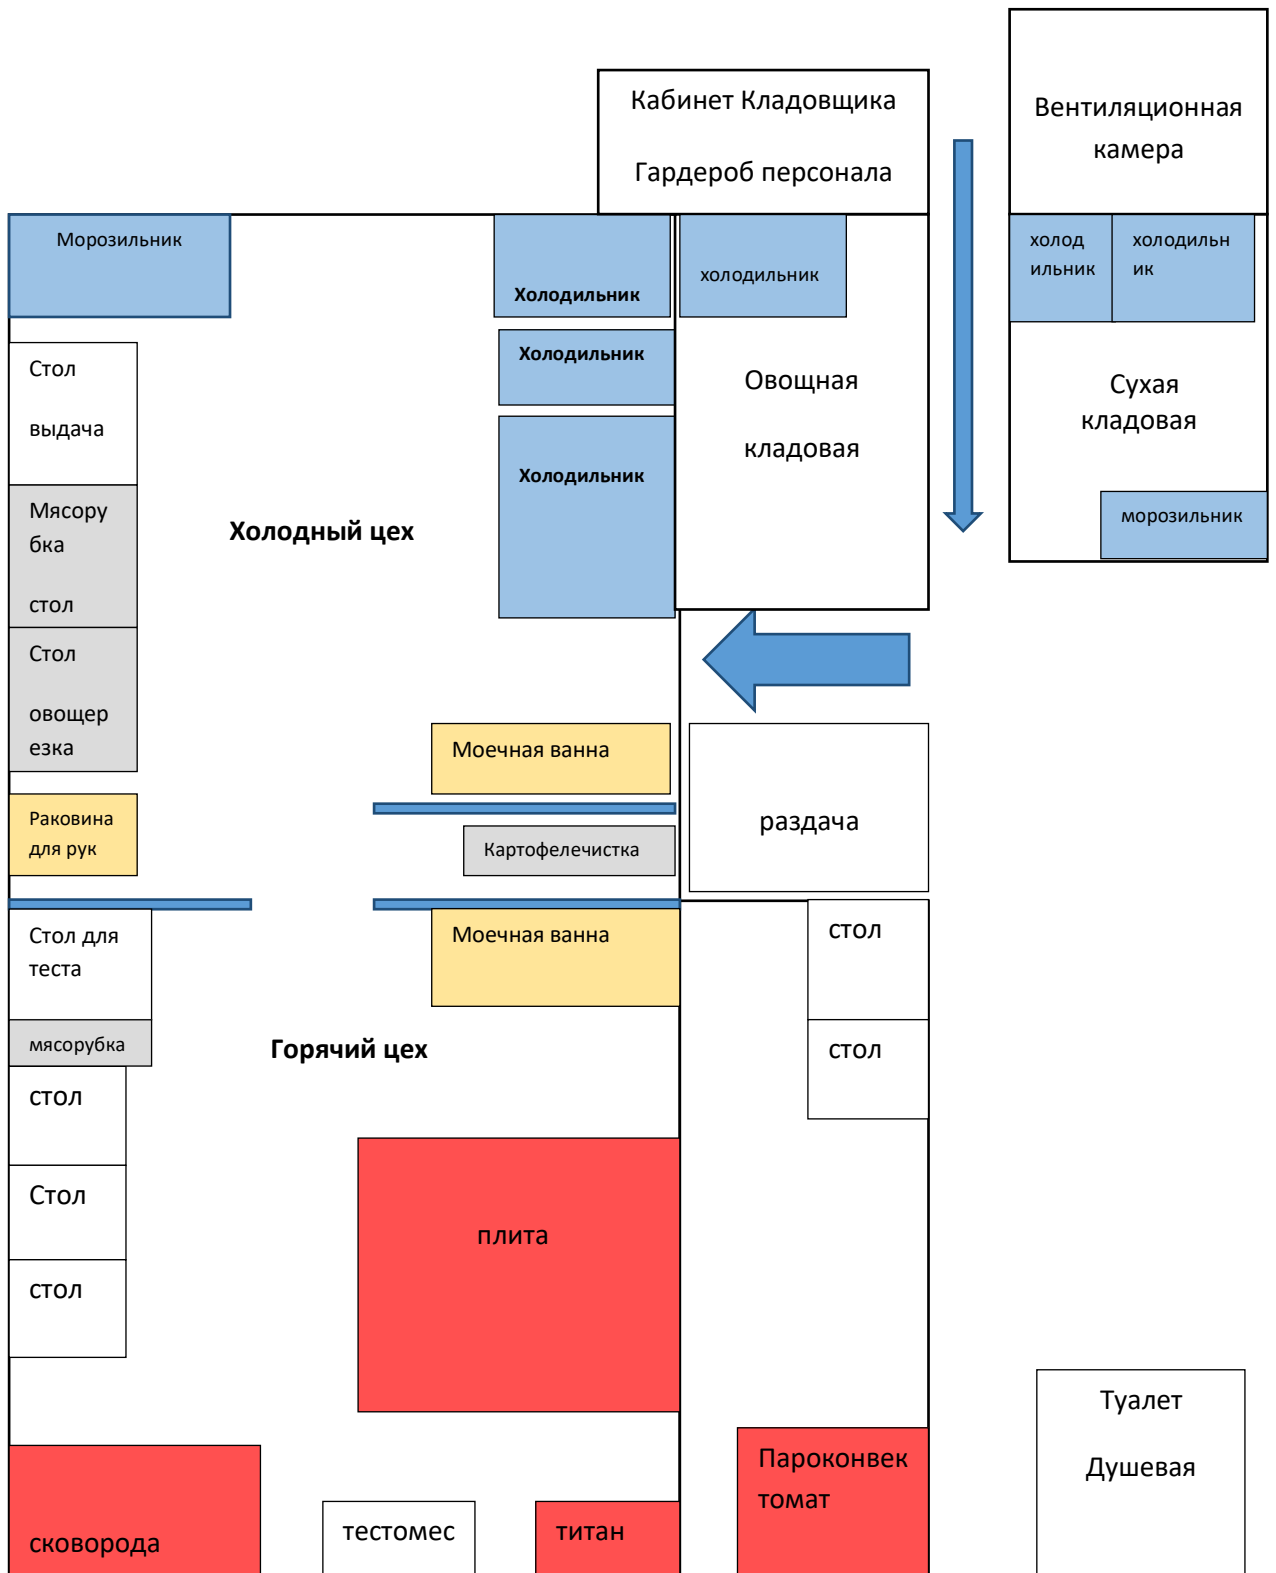 Кабинет Кладовщика
Гардероб персонала
Вентиляционная
камера
Морозильник
Холодильник
холодильник
холод
ильник
холодильн
ик
Холодильник
Холодильник
Овощная
кладовая
Сухая
кладовая
морозильник
Стол
выдача
Мясору
бка
стол
Стол
овощер
езка
Холодный цех
Моечная ванна
раздача
Раковина
для рук
Картофелечистка
Стол для
теста
Моечная ванна
стол
стол
мясорубка
Горячий цех
стол
Стол
стол
плита
Туалет
Душевая
Пароконвек
томат
сковорода
тестомес
титан